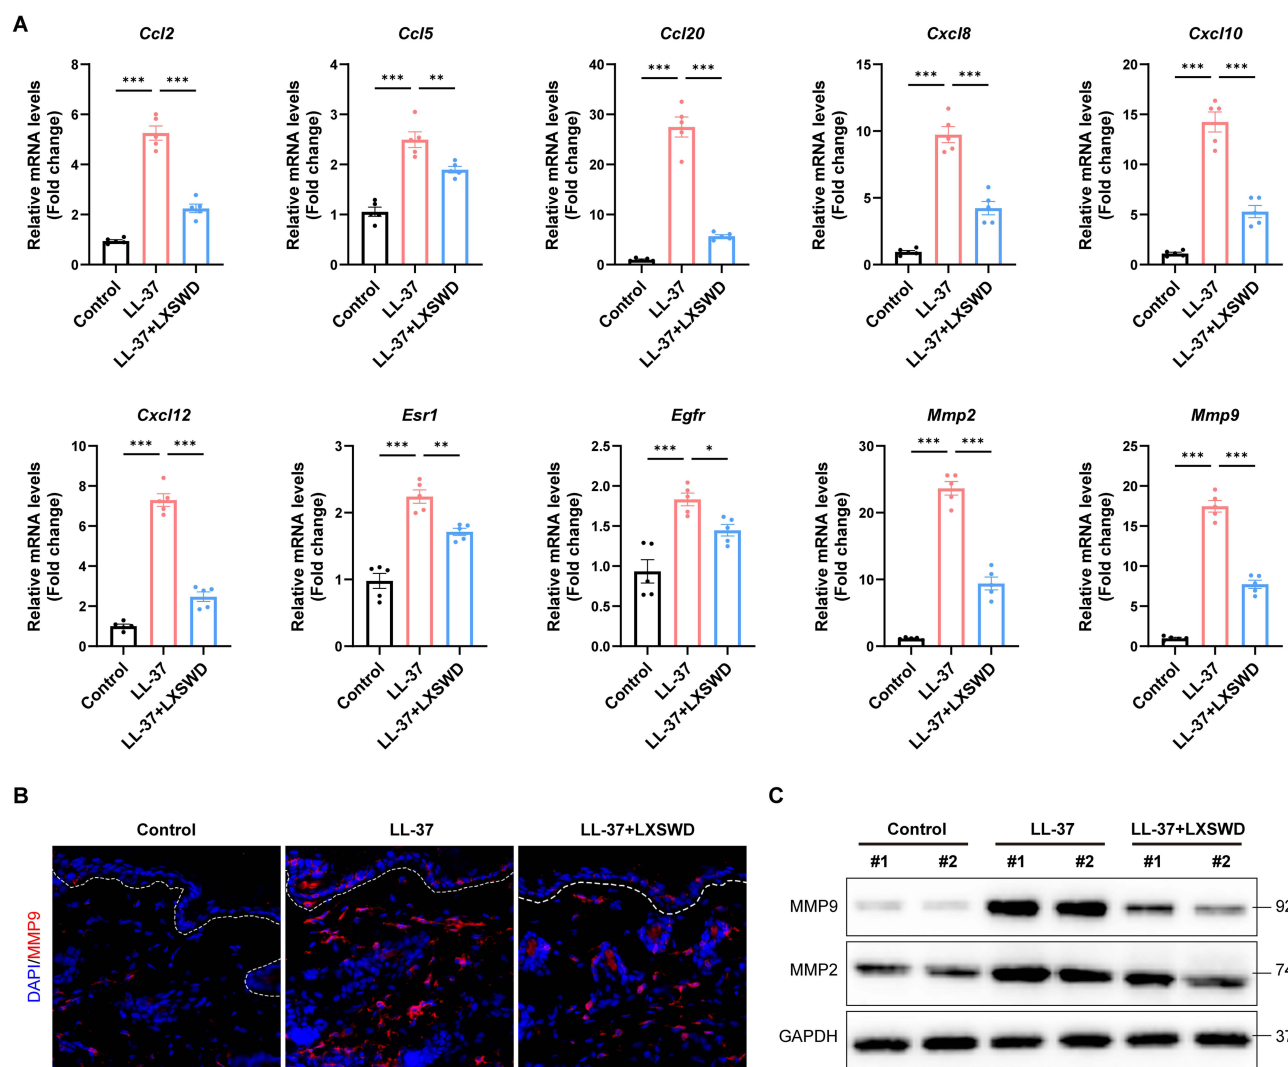 A
Ccl2
Ccl5
Ccl20
Cxcl8
Cxcl10
Relative mRNA levels
(Fold change)
8
6
4
2
0
***
***
Control
LL-37
LL-37+LXSWD
Relative mRNA levels
(Fold change)
4
3
2
1
0
***
**
Control
LL-37
LL-37+LXSWD
Relative mRNA levels
(Fold change)
40
30
20
10
0
***
***
Control
LL-37
LL-37+LXSWD
Relative mRNA levels
(Fold change)
15
10
5
0
***
***
Control
LL-37
LL-37+LXSWD
Relative mRNA levels
(Fold change)
20
15
10
5
0
***
***
Control
LL-37
LL-37+LXSWD
Cxcl12
Esr1
Egfr
Mmp2
Mmp9
Relative mRNA levels
(Fold change)
10
8
6
4
2
0
***
***
Control
LL-37
LL-37+LXSWD
Relative mRNA levels
(Fold change)
3
2
1
0
***
**
Control
LL-37
LL-37+LXSWD
Relative mRNA levels
(Fold change)
2.5
2.0
1.5
1.0
0.5
0.0
***
*
Control
LL-37
LL-37+LXSWD
Relative mRNA levels
(Fold change)
30
20
10
0
***
***
Control
LL-37
LL-37+LXSWD
Relative mRNA levels
(Fold change)
25
20
15
10
5
0
***
***
Control
LL-37
LL-37+LXSWD
B
Control
LL-37
LL-37+LXSWD
DAPI/MMP9
C
Control
LL-37
LL-37+LXSWD
#1
#2
#1
#2
#1
#2
MMP9
92
MMP2
74
GAPDH
37